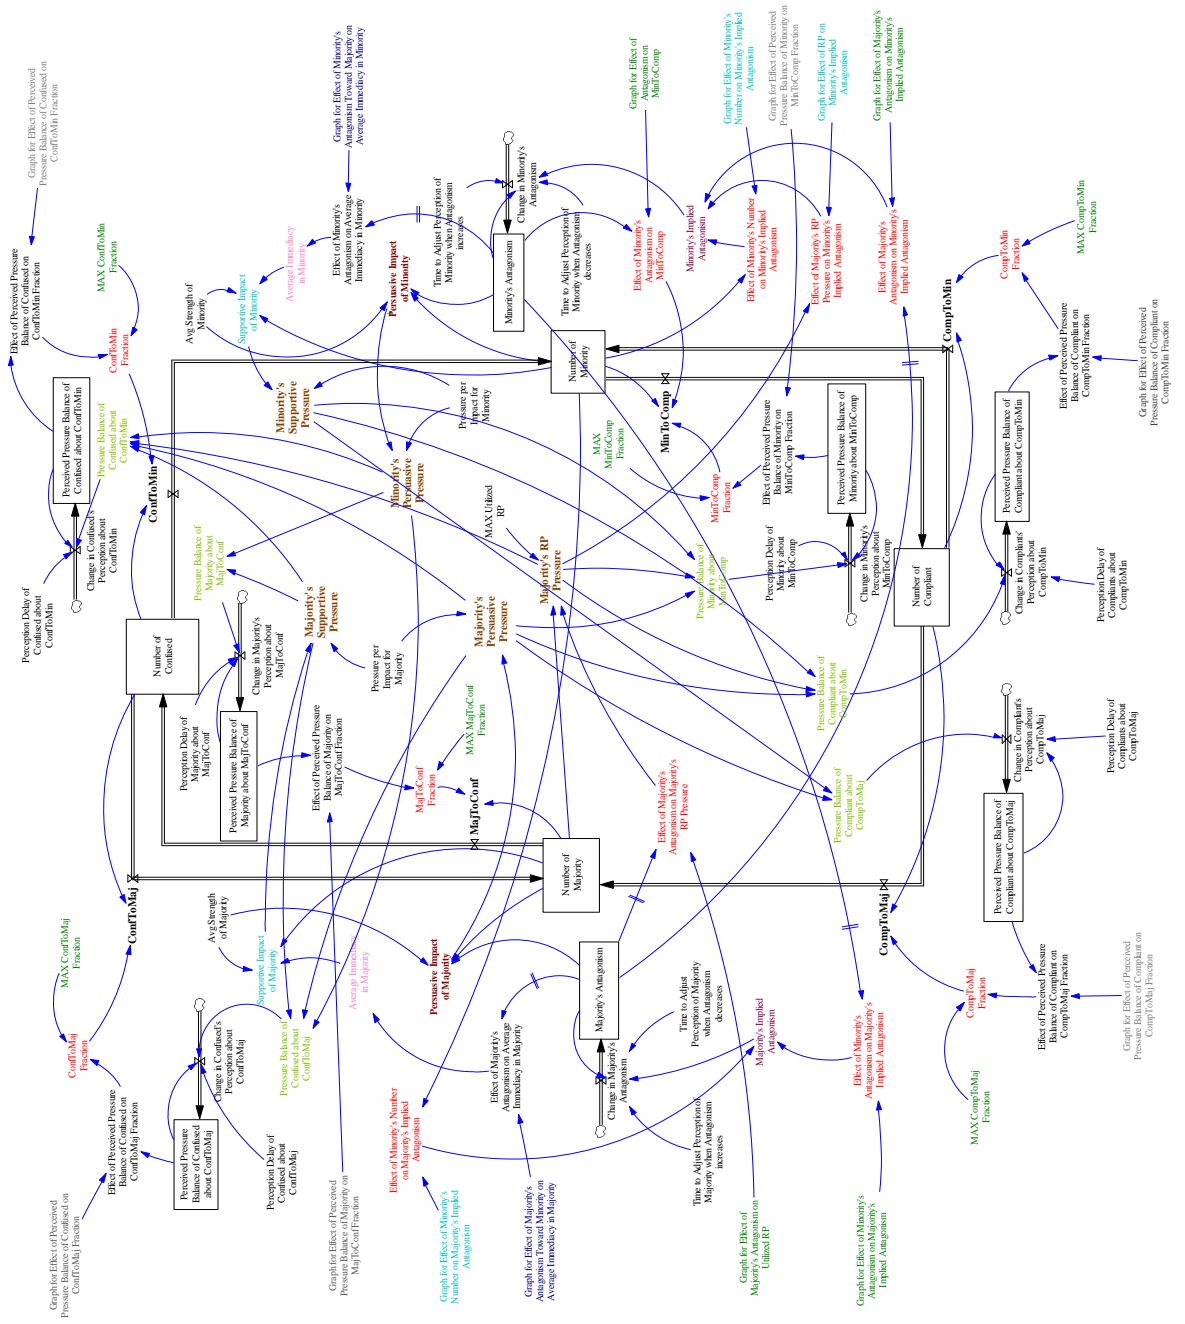 Graph for Effect of Perceived
Pressure Balance of Confused on
ConfToMin Fraction
Effect of Perceived Pressure
Balance of Confused on
ConfToMin Fraction
MAX ConfToMin
Fraction
ConfToMin
Fraction
Perceived Pressure Balance of
Confused about ConfToMin
Pressure Balance of
Confused about
ConfToMin
Change in Confused's
Perception about
ConfToMin
Perception Delay of
Confused about
ConfToMin
ConfToMin
Number of
Confused
Avg Strength of
Minority
Supportive Impact
of Minority
Average Immediacy
in Minority
Effect of Minority's
Antagonism on Average
Immediacy in Minority
Graph for Effect of Minority's
Antagonism Toward Majority on
Average Immediacy in Minority
Persuasive Impact
of Minority
Time to Adjust Perception of
Minority when Antagonism
increases
Minority's Antagonism
Change in Minority's
Antagonism
Time to Adjust Perception of
Minority when Antagonism
decreases
Minority's
Supportive
Pressure
Pressure per
Impact for
Minority
Minority's
Persuasive
Pressure
Number of
Minority
Graph for Effect of
Antagonism on
MinToComp
Effect of Minority's
Antagonism on
MinToComp
Minority's Implied
Antagonism
Graph for Effect of Minority's
Number on Minority's Implied
Antagonism
Effect of Minority's Number
on Minority's Implied
Antagonism
Graph for Effect of Perceived
Pressure Balance of Minority on
MinToComp Fraction
Graph for Effect of RP on
Minority's Implied
Antagonism
Effect of Majority's RP
Pressure on Minority's
Implied Antagonism
Graph for Effect of Majority's
Antagonism on Minority's
Implied Antagonism
Effect of Majority's
Antagonism on Minority's
Implied Antagonism
MinToComp
MAX
MinToComp
Fraction
MinToComp
Fraction
Effect of Perceived Pressure
Balance of Minority on
MinToComp Fraction
Perceived Pressure Balance of
Minority about MinToComp
Perception Delay of
Minority about
MinToComp
Change in Minority's
Perception about
MinToComp
Pressure Balance of
Minority about
MinToComp
Number of
Compliant
CompToMin
CompToMin
Fraction
MAX CompToMin
Fraction
Effect of Perceived Pressure
Balance of Compliant on
CompToMin Fraction
Graph for Effect of Perceived
Pressure Balance of Compliant on
CompToMin Fraction
Perceived Pressure Balance of
Compliant about CompToMin
Change in Compliants'
Perception about
CompToMin
Perception Delay of
Compliants about
CompToMin
Pressure Balance of
Compliant about
CompToMin
Pressure Balance of
Majority about
MajToConf
Change in Majority's
Perception about
MajToConf
Perception Delay of
Majority about
MajToConf
Perceived Pressure Balance of
Majority about MajToConf
Effect of Perceived Pressure
Balance of Majority on
MajToConf Fraction
MajToConf
Fraction
MAX MajToConf
Fraction
MajToConf
Majority's
Supportive
Pressure
Pressure per
Impact for
Majority
Majority's
Persuasive
Pressure
MAX Utilized
RP
Majority's RP
Pressure
Effect of Majority's
Antagonism on Majority's
RP Pressure
Number of
Majority
Pressure Balance of
Compliant about
CompToMaj
Change in Compliant's
Perception about
CompToMaj
Perception Delay of
Compliants about
CompToMaj
Perceived Pressure Balance of
Compliant about CompToMaj
Effect of Perceived Pressure
Balance of Compliant on
CompToMaj Fraction
Graph for Effect of Perceived
Pressure Balance of Compliant on
CompToMaj Fraction
CompToMaj
CompToMaj
Fraction
MAX CompToMaj
Fraction
ConfToMaj
MAX ConfToMaj
Fraction
ConfToMaj
Fraction
Effect of Perceived Pressure
Balance of Confused on
ConfToMaj Fraction
Graph for Effect of Perceived
Pressure Balance of Confused on
ConfToMaj Fraction
Perceived Pressure
Balance of Confused
about ConfToMaj
Change in Confused's
Perception about
ConfToMaj
Perception Delay of
Confused about
ConfToMaj
Pressure Balance of
Confused about
ConfToMaj
Avg Strength
of Majority
Supportive Impact
of Majority
Average Immediacy
in Majority
Persuasive Impact
of Majority
Effect of Majority's
Antagonism on Average
Immediacy in Majority
Majority's Antagonism
Change in Majority's
Antagonism
Time to Adjust
Perception of Majority
when Antagonism
decreases
Time to Adjust Perception of
Majority when Antagonism
increases
Majority's Implied
Antagonism
Effect of Minority's
Antagonism on Majority's
Implied Antagonism
Effect of Minority's Number
on Majority's Implied
Antagonism
Graph for Effect of Perceived
Pressure Balance of Majority on
MajToConf Fraction
Graph for Effect of Minority's
Number on Majority's Implied
Antagonism
Graph for Effect of Majority's
Antagonism Toward Minority on
Average Immediacy in Majority
Graph for Effect of
Majority's Antagonism on
Utilized RP
Graph for Effect of Minority's
Antagonism on Majority's
Implied Antagonism